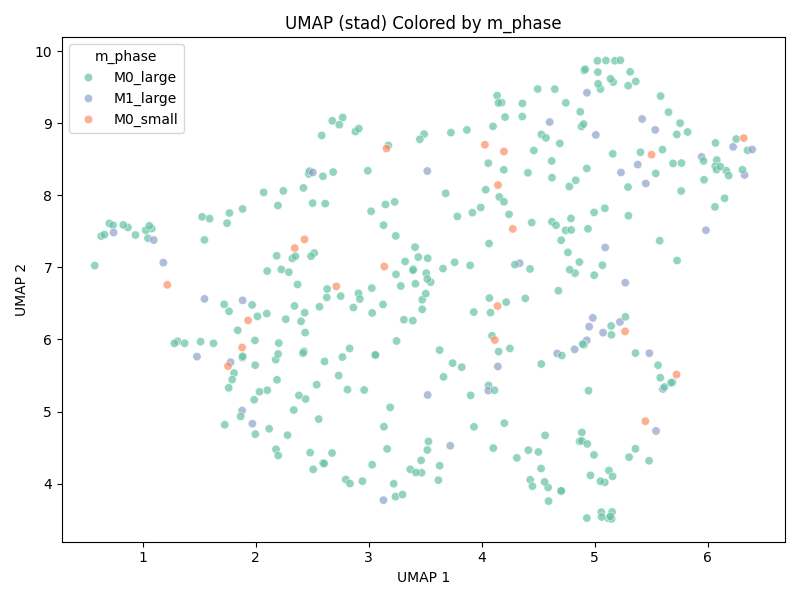 UMAP (stad) Colored by m_phase
m_phase
M0_large
M1_large
M0_small
10
9
8
7
6
5
4
UMAP 2
1 2 3 4 5 6
UMAP 1